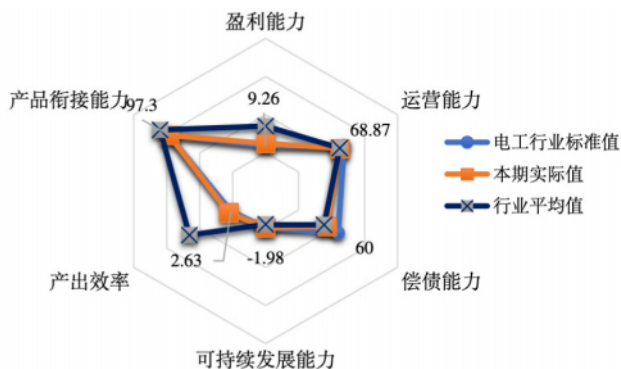 盈利能力
产品衔接能力
97.3
9.26
运营能力
68.87
电工行业标准值
本期实际值
行业平均值
2.63
-1.98
60
产出效率
偿债能力
可持续发展能力